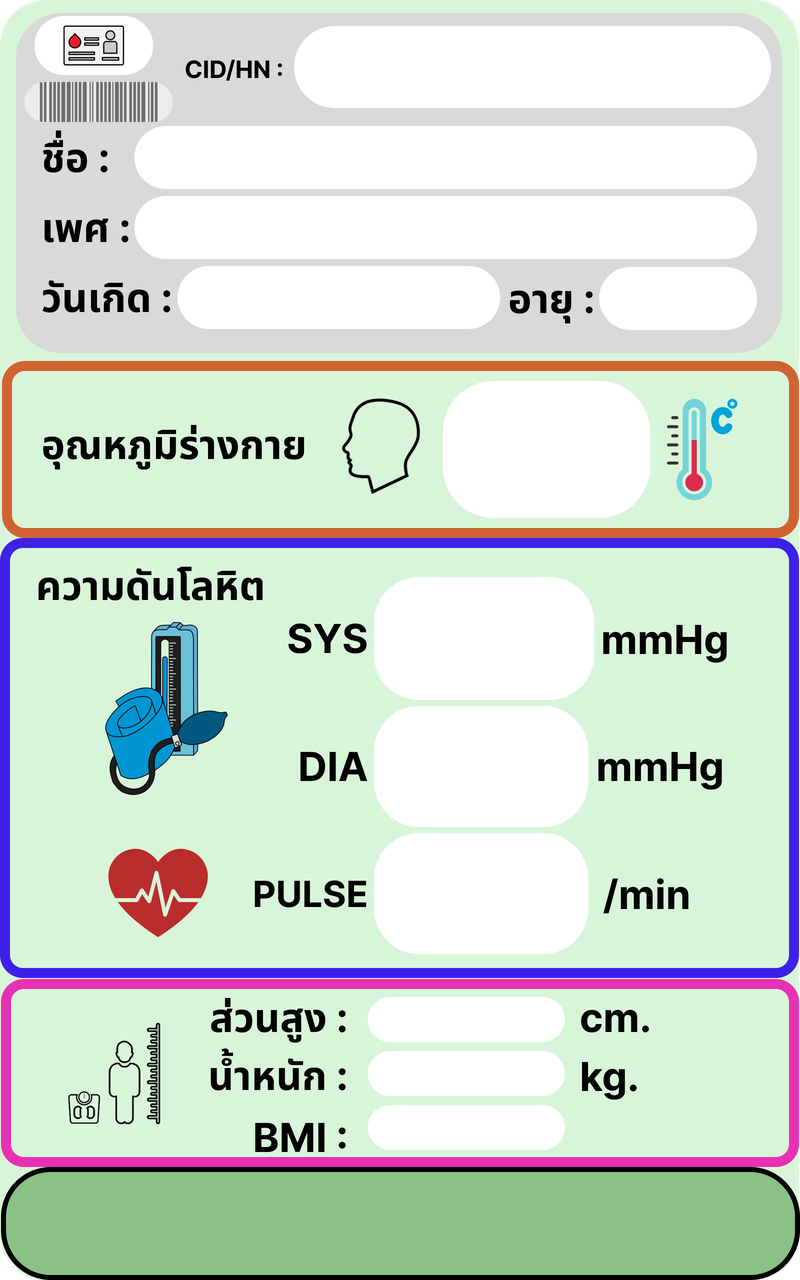 CID/HN :
ชื่อ :
เพศ :
วันเกิด : อายุ :
อุณหภูมิร่างกาย C°
ความดันโลหิต
SYS mmHg
DIA mmHg
PULSE /min
ส่วนสูง : cm.
น้ำหนัก : kg.
BMI :